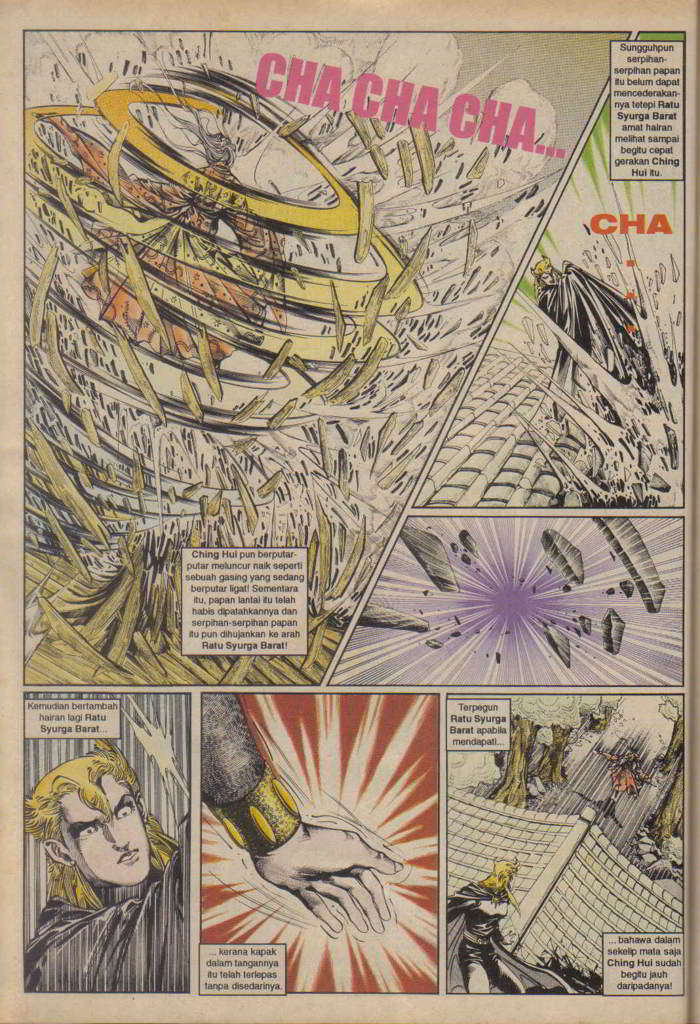 CHA CHA CHA...
Sungguhpun
serpihan-
serpihan papan
itu belum dapat
mencederakan-
nya tetepi Ratu
Syurga Barat
amat hairan
melihat sampai
begitu cepat
gerakan Ching
Hui itu.
CHA
...
Ching Hui pun berputar-
putar meluncur naik seperti
sebuah gasing yang sedang
berputar ligat! Sementara
itu, papan lantai itu telah
habis dipatahkannya dan
serpihan-serpihan papan
itu pun dihujankan ke arah
Ratu Syurga Barat!
Kemudian bertambah
hairan lagi Ratu
Syurga Barat...
... kerana kapak
dalam tangannya
itu telah terlepas
tanpa disedarinya.
Terpegun
Ratu Syurga
Barat apabila
mendapati...
... bahawa dalam
sekelip mata saja
Ching Hui sudah
begitu jauh
daripadanya!